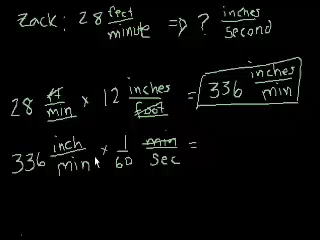 Zack: 28 feet/minute => ? inches/second
28 ft/min × 12 inches/foot = 336 inches/min
336 inch/min × 1/60 min/sec =